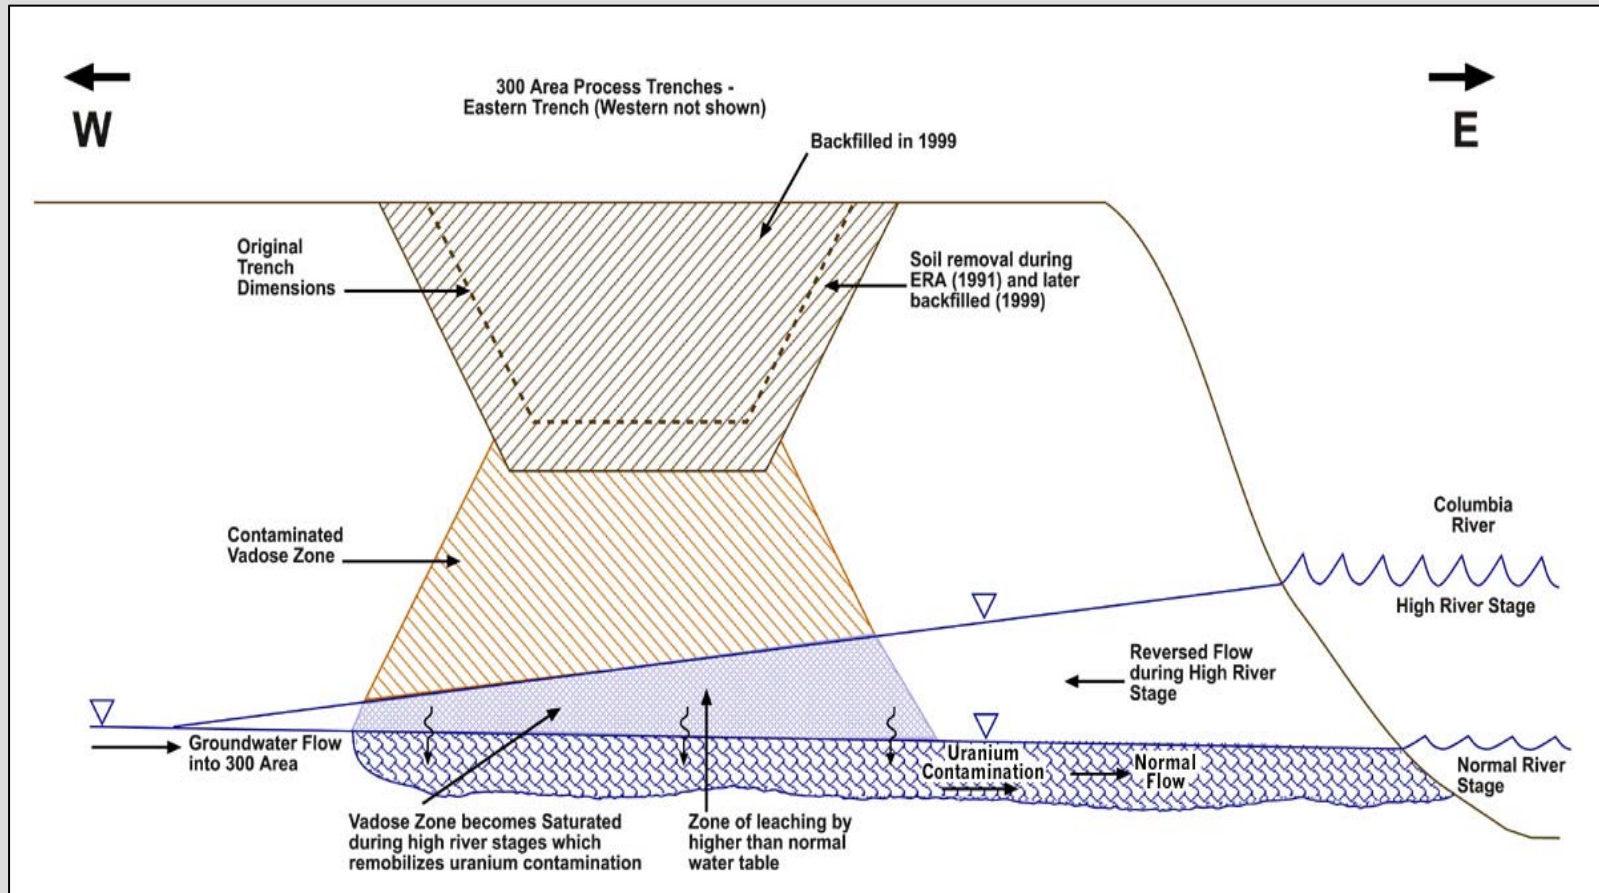 W
300 Area Process Trenches -
Eastern Trench (Western not shown)
E
Backfilled in 1999
Original
Trench
Dimensions
Soil removal during
ERA (1991) and later
backfilled (1999)
Contaminated
Vadose Zone
Columbia
River
High River Stage
Reversed Flow
during High River
Stage
Groundwater Flow
into 300 Area
Uranium
Contamination
Normal
Flow
Normal River
Stage
Vadose Zone becomes Saturated
during high river stages which
remobilizes uranium contamination
Zone of leaching by
higher than normal
water table